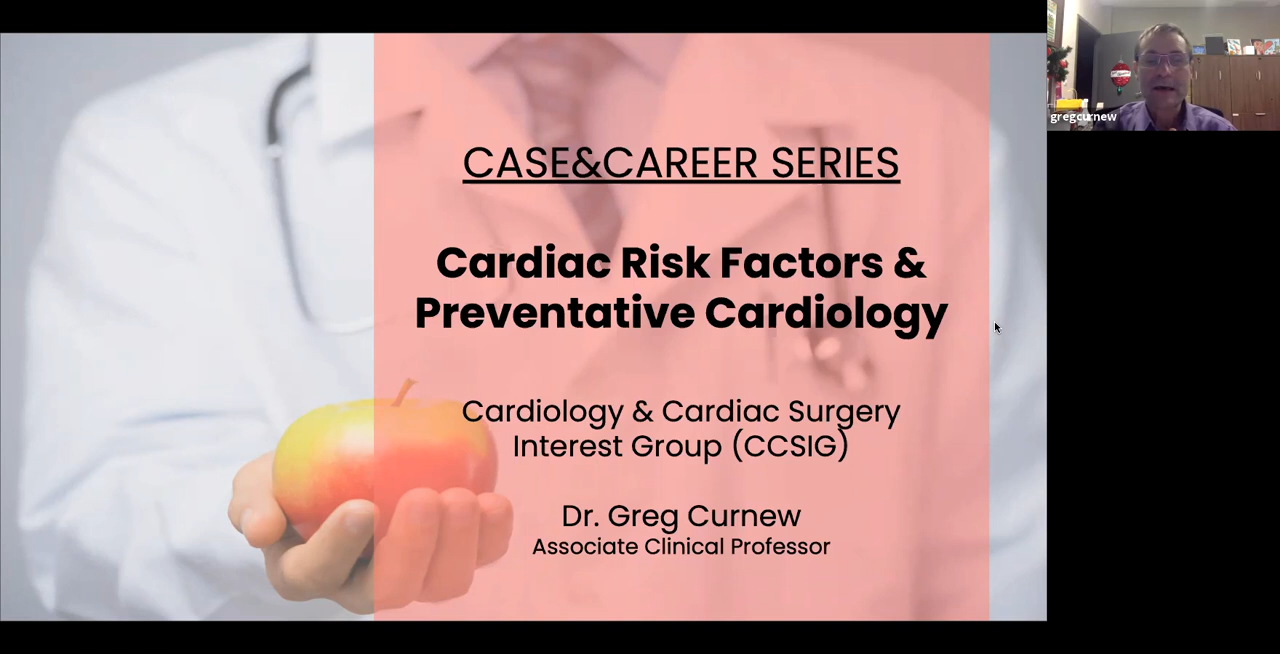 CASE&CAREER SERIES
Cardiac Risk Factors &
Preventative Cardiology
Cardiology & Cardiac Surgery
Interest Group (CCSIG)
Dr. Greg Curnew
Associate Clinical Professor
gregcurnew